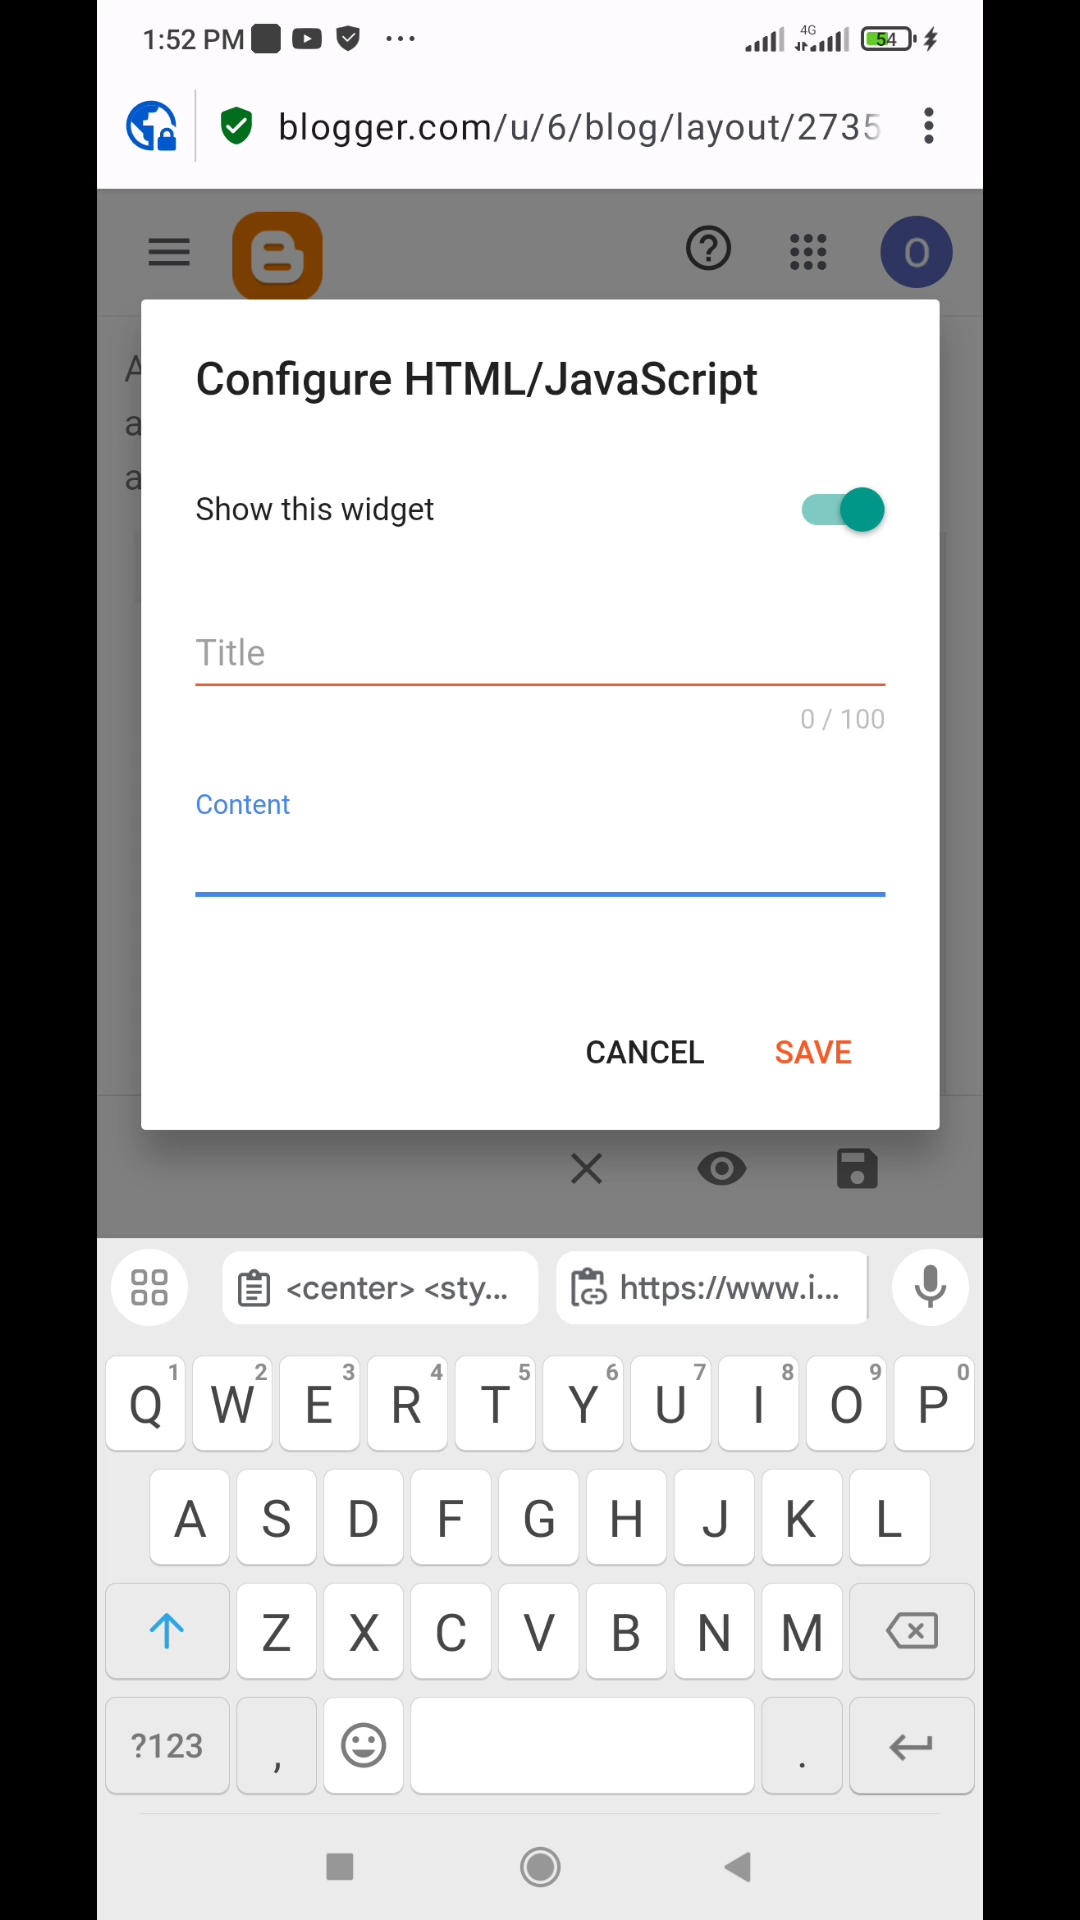 1:52 PM
4G
54
blogger.com/u/6/blog/layout/2735
O
A
a
a
Configure HTML/JavaScript
Show this widget
Title
0 / 100
Content
CANCEL SAVE
<center> <sty... https://www.i...
1 2 3 4 5 6 7 8 9 0
Q W E R T Y U I O P
A S D F G H J K L
Z X C V B N M
?123 , .